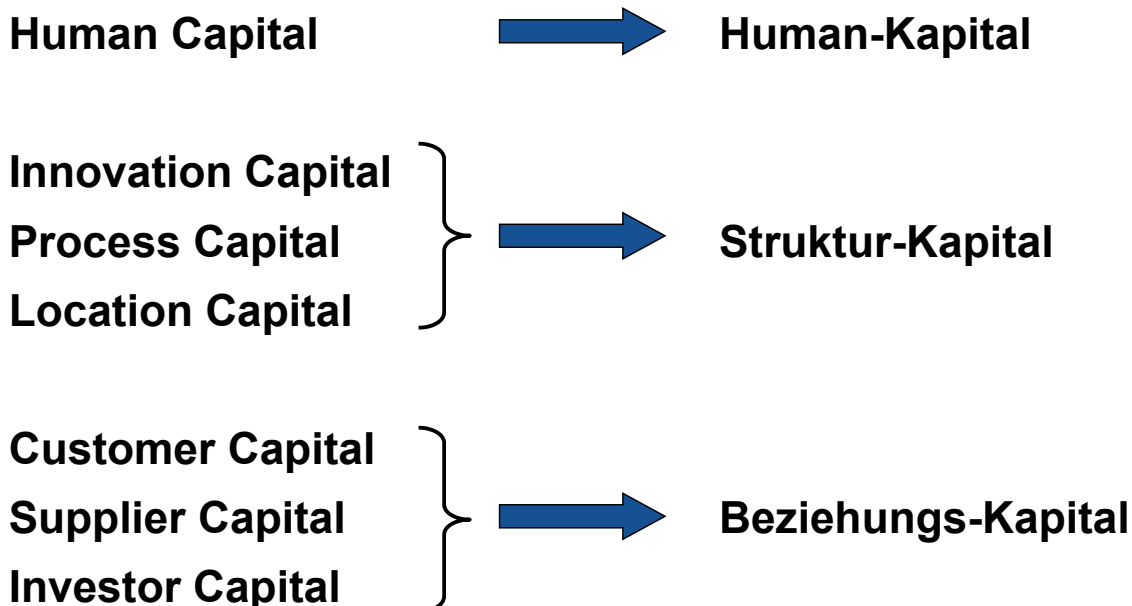 Human Capital Human-Kapital
Innovation Capital
Process Capital Struktur-Kapital
Location Capital
Customer Capital
Supplier Capital Beziehungs-Kapital
Investor Capital